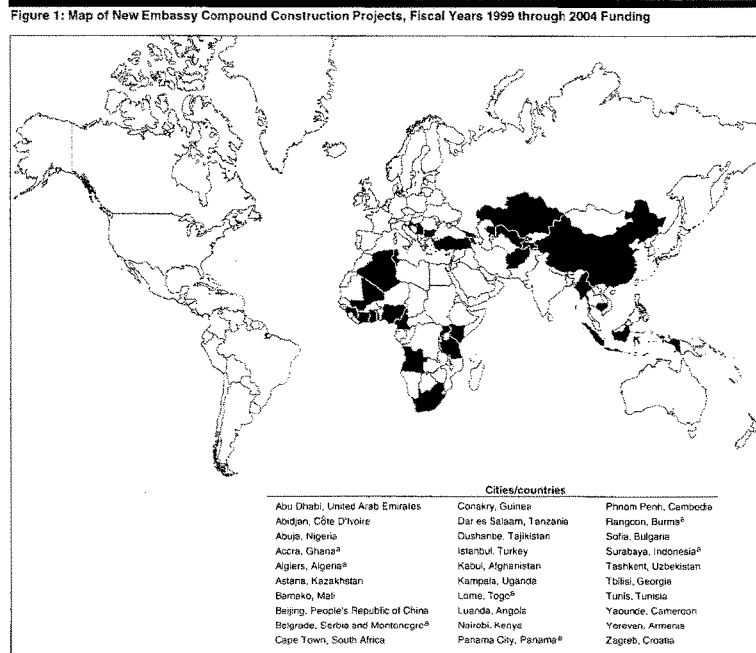 Figure 1: Map of New Embassy Compound Construction Projects, Fiscal Years 1999 through 2004 Funding
Cities/countries
Abu Dhabi, United Arab Emirates
Abidjan, Côte D'Ivoire
Abuja, Nigeria
Accra, Ghanaª
Algiers, Algeriaª
Astana, Kazakhstan
Bamako, Mali
Beijing, People's Republic of China
Belgrade, Serbia and Montenegroª
Cape Town, South Africa
Conakry, Guinea
Dar es Salaam, Tanzania
Dushanbe, Tajikistan
Istanbul, Turkey
Kabul, Afghanistan
Kampala, Uganda
Lome, Togoª
Luanda, Angola
Nairobi, Kenya
Panama City, Panamaª
Phnom Penh, Cambodia
Rangoon, Burmaª
Sofia, Bulgaria
Surabaya, Indonesiaª
Tashkent, Uzbekistan
Tbilisi, Georgia
Tunis, Tunisia
Yaounde, Cameroon
Yerevan, Armenia
Zagreb, Croatia